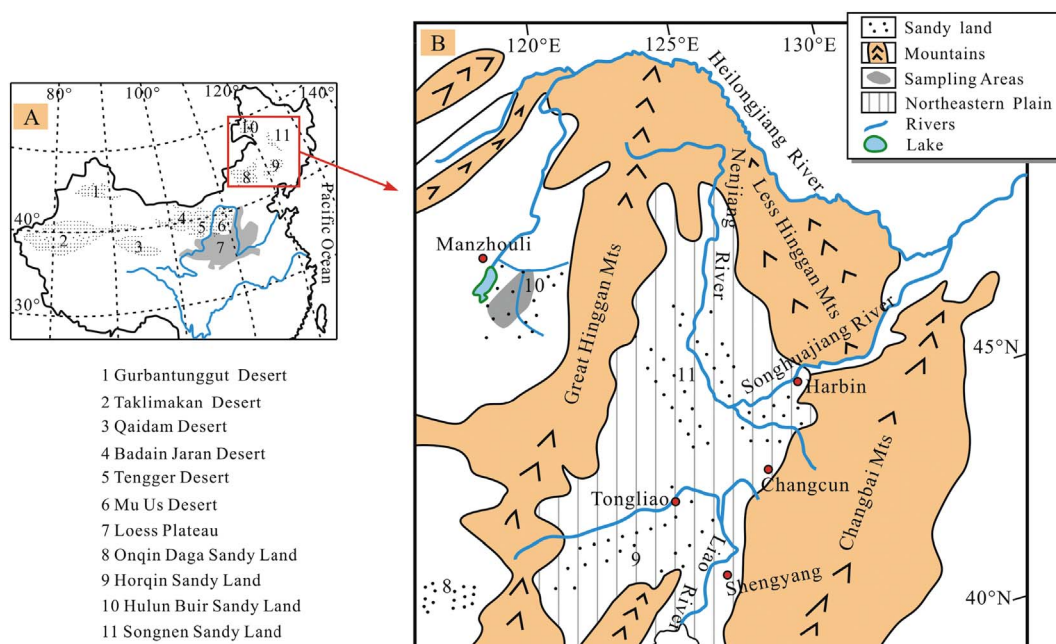 A
80°
100°
120°
140°
40°
30°
1
2
3
4
5
6
7
8
9
10
11
Pacific Ocean
1 Gurbantunggut Desert
2 Taklimakan Desert
3 Qaidam Desert
4 Badain Jaran Desert
5 Tengger Desert
6 Mu Us Desert
7 Loess Plateau
8 Onqin Daga Sandy Land
9 Horqin Sandy Land
10 Hulun Buir Sandy Land
11 Songnen Sandy Land
B
120°E
125°E
130°E
45°N
40°N
Sandy land
Mountains
Sampling Areas
Northeastern Plain
Rivers
Lake
Heilongjiang River
Nenjiang River
Less Hinggan Mts
Manzhouli
10
Great Hinggan Mts
11
Songhuajiang River
Harbin
Changcun
Tongliao
Changbai Mts
9
Liao River
Shengyang
8